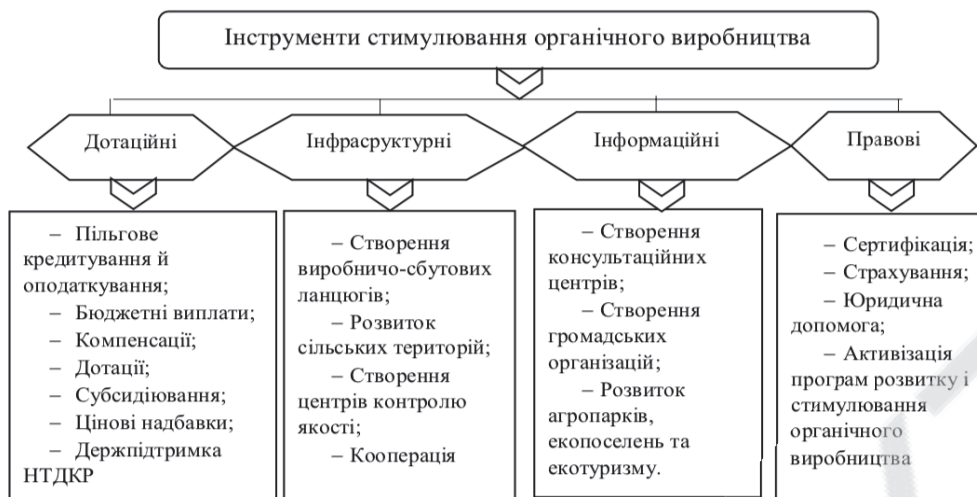 Інструменти стимулювання органічного виробництва
Дотаційні
Інфрасруктурні
Інформаційні
Правові
– Пільгове
кредитування й
оподаткування;
– Бюджетні виплати;
– Компенсації;
– Дотації;
– Субсидіювання;
– Цінові надбавки;
– Держпідтримка
НТДКР
– Створення
виробничо-сбутових
ланцюгів;
– Розвиток
сільських територій;
– Створення
центрів контролю
якості;
– Кооперація
– Створення
консультаційних
центрів;
– Створення
громадських
організацій;
– Розвиток
агропарків,
екопоселень та
екотуризму.
– Сертифікація;
– Страхування;
– Юридична
допомога;
– Активізація
програм розвитку і
стимулювання
органічного
виробництва